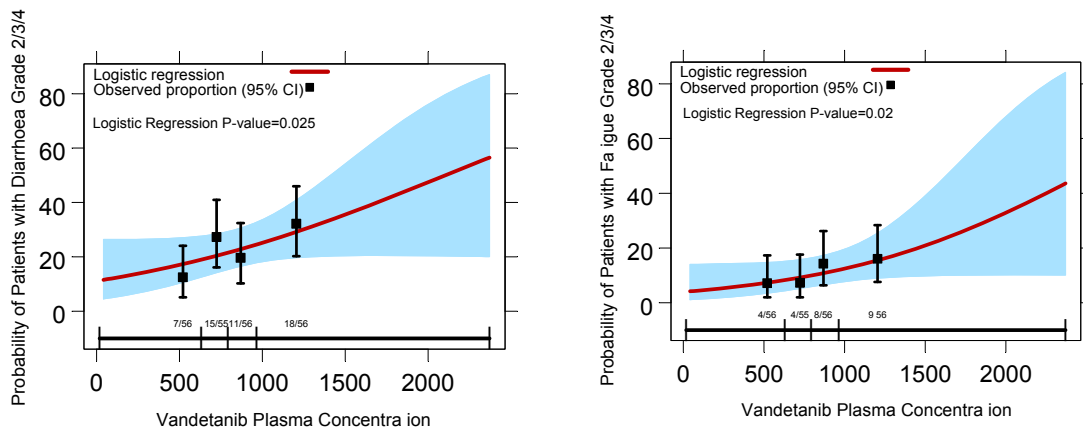 Probability of Patients with Diarrhoea Grade 2/3/4
Logistic regression
Observed proportion (95% CI)
Logistic Regression P-value=0.025
80
60
40
20
0
7/56 15/55 11/56 18/56
0 500 1000 1500 2000
Vandetanib Plasma Concentra ion
Probability of Patients with Fa igue Grade 2/3/4
Logistic regression
Observed proportion (95% CI)
Logistic Regression P-value=0.02
80
60
40
20
0
4/56 4/55 8/56 9 56
0 500 1000 1500 2000
Vandetanib Plasma Concentra ion